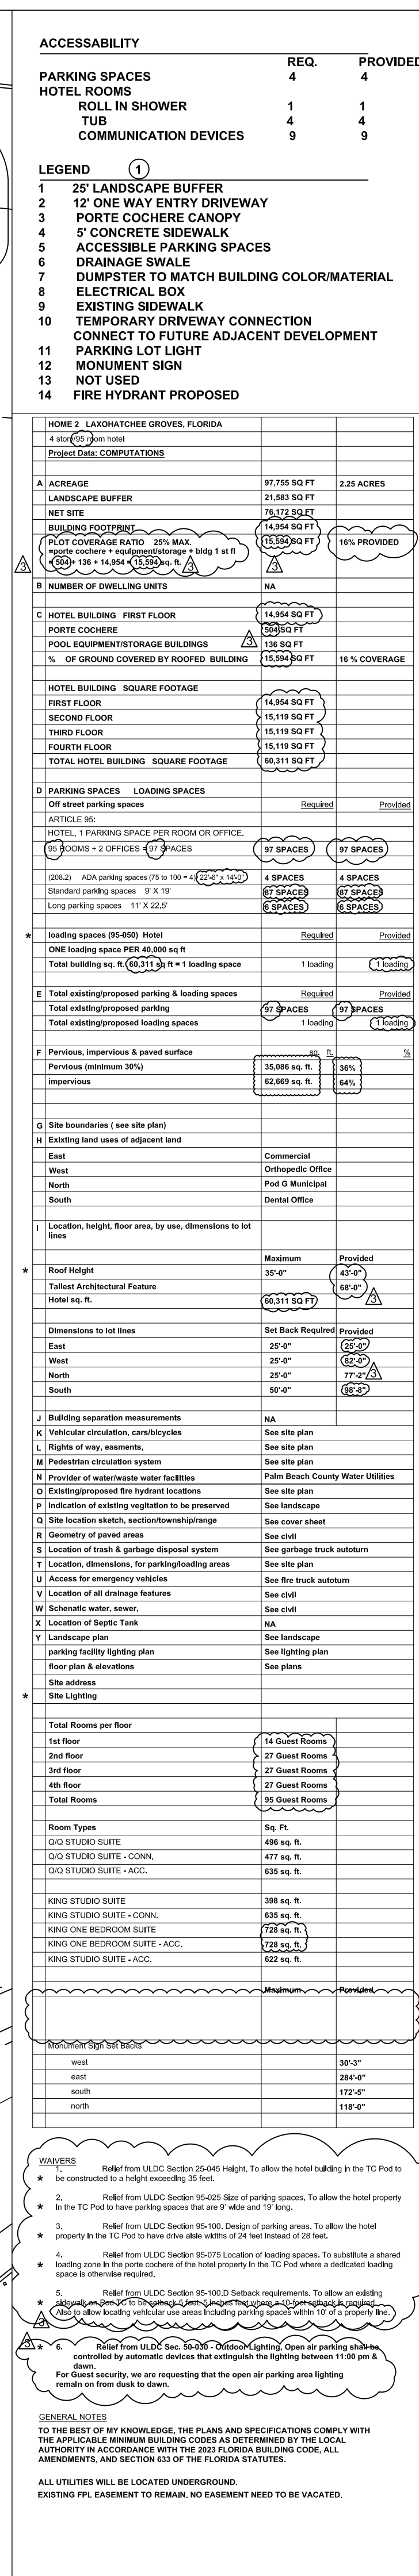 ACCESSABILITY
REQ. PROVIDED
PARKING SPACES 4 4
HOTEL ROOMS
ROLL IN SHOWER 1 1
TUB 4 4
COMMUNICATION DEVICES 9 9
LEGEND 1
1 25' LANDSCAPE BUFFER
2 12' ONE WAY ENTRY DRIVEWAY
3 PORTE COCHERE CANOPY
4 5' CONCRETE SIDEWALK
5 ACCESSIBLE PARKING SPACES
6 DRAINAGE SWALE
7 DUMPSTER TO MATCH BUILDING COLOR/MATERIAL
8 ELECTRICAL BOX
9 EXISTING SIDEWALK
10 TEMPORARY DRIVEWAY CONNECTION
CONNECT TO FUTURE ADJACENT DEVELOPMENT
11 PARKING LOT LIGHT
12 MONUMENT SIGN
13 NOT USED
14 FIRE HYDRANT PROPOSED
HOME 2 LAXOHATCHEE GROVES, FLORIDA
4 story/95 room hotel
Project Data: COMPUTATIONS
A ACREAGE 97,755 SQ FT 2.25 ACRES
LANDSCAPE BUFFER 21,583 SQ FT
NET SITE 76,172 SQ FT
BUILDING FOOTPRINT 14,954 SQ FT
PLOT COVERAGE RATIO 25% MAX. 15,594 SQ FT 16% PROVIDED
=porte cochere + equipment/storage + bldg 1 st fl
3 = 504 + 136 + 14,954 = 15,594 sq. ft. 3 3
B NUMBER OF DWELLING UNITS NA
C HOTEL BUILDING FIRST FLOOR 14,954 SQ FT
PORTE COCHERE 504 SQ FT
POOL EQUIPMENT/STORAGE BUILDINGS 3 136 SQ FT
% OF GROUND COVERED BY ROOFED BUILDING 15,594 SQ FT 16 % COVERAGE
HOTEL BUILDING SQUARE FOOTAGE
FIRST FLOOR 14,954 SQ FT
SECOND FLOOR 15,119 SQ FT
THIRD FLOOR 15,119 SQ FT
FOURTH FLOOR 15,119 SQ FT
TOTAL HOTEL BUILDING SQUARE FOOTAGE 60,311 SQ FT
D PARKING SPACES LOADING SPACES
Off street parking spaces Required Provided
ARTICLE 95:
HOTEL, 1 PARKING SPACE PER ROOM OR OFFICE.
95 ROOMS + 2 OFFICES = 97 SPACES 97 SPACES 97 SPACES
(208.2) ADA parking spaces (75 to 100 = 4) 22'-6" x 14'-0" 4 SPACES 4 SPACES
Standard parking spaces 9' X 19' 87 SPACES 87 SPACES
Long parking spaces 11' X 22.5' 6 SPACES 6 SPACES
* loading spaces (95-050) Hotel Required Provided
ONE loading space PER 40,000 sq ft
Total building sq. ft. 60,311 sq ft = 1 loading space 1 loading 1 loading
E Total existing/proposed parking & loading spaces Required Provided
Total existing/proposed parking 97 SPACES 97 SPACES
Total existing/proposed loading spaces 1 loading 1 loading
F Pervious, impervious & paved surface sq. ft. %
Pervious (minimum 30%) 35,086 sq. ft. 36%
impervious 62,669 sq. ft. 64%
G Site boundaries ( see site plan)
H Exixting land uses of adjacent land
East Commercial
West Orthopedic Office
North Pod G Municipal
South Dental Office
I Location, height, floor area, by use, dimensions to lot
lines
Maximum Provided
* Roof Height 35'-0" 43'-0"
Tallest Architectural Feature 68'-0"
Hotel sq. ft. 60,311 SQ FT 3
Dimensions to lot lines Set Back Required Provided
East 25'-0" 25'-0"
West 25'-0" 82'-0"
North 25'-0" 77'-2" 3
South 50'-0" 98'-8"
J Building separation measurements NA
K Vehicular circulation, cars/bicycles See site plan
L Rights of way, easments, See site plan
M Pedestrian circulation system See site plan
N Provider of water/waste water facilities Palm Beach County Water Utilities
O Existing/proposed fire hydrant locations See site plan
P Indication of existing vegitation to be preserved See landscape
Q Site location sketch, section/township/range See cover sheet
R Geometry of paved areas See civil
S Location of trash & garbage disposal system See garbage truck autoturn
T Location, dimensions, for parking/loading areas See site plan
U Access for emergency vehicles See fire truck autoturn
V Location of all drainage features See civil
W Schenatic water, sewer, See civil
X Location of Septic Tank NA
Y Landscape plan See landscape
parking facility lighting plan See lighting plan
floor plan & elevations See plans
Site address
* Site Lighting
Total Rooms per floor
1st floor 14 Guest Rooms
2nd floor 27 Guest Rooms
3rd floor 27 Guest Rooms
4th floor 27 Guest Rooms
Total Rooms 95 Guest Rooms
Room Types Sq. Ft.
Q/Q STUDIO SUITE 496 sq. ft.
Q/Q STUDIO SUITE - CONN. 477 sq. ft.
Q/Q STUDIO SUITE - ACC. 635 sq. ft.
KING STUDIO SUITE 398 sq. ft.
KING STUDIO SUITE - CONN. 635 sq. ft.
KING ONE BEDROOM SUITE 728 sq. ft.
KING ONE BEDROOM SUITE - ACC. 728 sq. ft.
KING STUDIO SUITE - ACC. 622 sq. ft.
Maximum Provided
Monument Sign Set Backs
west 30'-3"
east 284'-0"
south 172'-5"
north 118'-0"
WAIVERS
1. Relief from ULDC Section 25-045 Height. To allow the hotel building in the TC Pod to
* be constructed to a height exceeding 35 feet.
2. Relief from ULDC Section 95-025 Size of parking spaces. To allow the hotel property
* in the TC Pod to have parking spaces that are 9' wide and 19' long.
3. Relief from ULDC Section 95-100. Design of parking areas. To allow the hotel
* property in the TC Pod to have drive aisle widths of 24 feet instead of 28 feet.
4. Relief from ULDC Section 95-075 Location of loading spaces. To substitute a shared
* loading zone in the porte cochere of the hotel property in the TC Pod where a dedicated loading
space is otherwise required.
5. Relief from ULDC Section 95-100.D Setback requirements. To allow an existing
* sidewalk on Pod TC to be setback 5 feet, 5 inches feet where a 10-foot setback is required.
3 Also to allow locating vehicular use areas including parking spaces within 10' of a property line.
3 * 6. Relief from ULDC Sec. 50-030 - Outdoor Lighting. Open air parking shall be
controlled by automatic devices that extingulsh the lighting between 11:00 pm &
dawn.
For Guest security, we are requesting that the open air parking area lighting
remain on from dusk to dawn.
GENERAL NOTES
TO THE BEST OF MY KNOWLEDGE, THE PLANS AND SPECIFICATIONS COMPLY WITH
THE APPLICABLE MINIMUM BUILDING CODES AS DETERMINED BY THE LOCAL
AUTHORITY IN ACCORDANCE WITH THE 2023 FLORIDA BUILDING CODE, ALL
AMENDMENTS, AND SECTION 633 OF THE FLORIDA STATUTES.
ALL UTILITIES WILL BE LOCATED UNDERGROUND.
EXISTING FPL EASEMENT TO REMAIN. NO EASEMENT NEED TO BE VACATED.